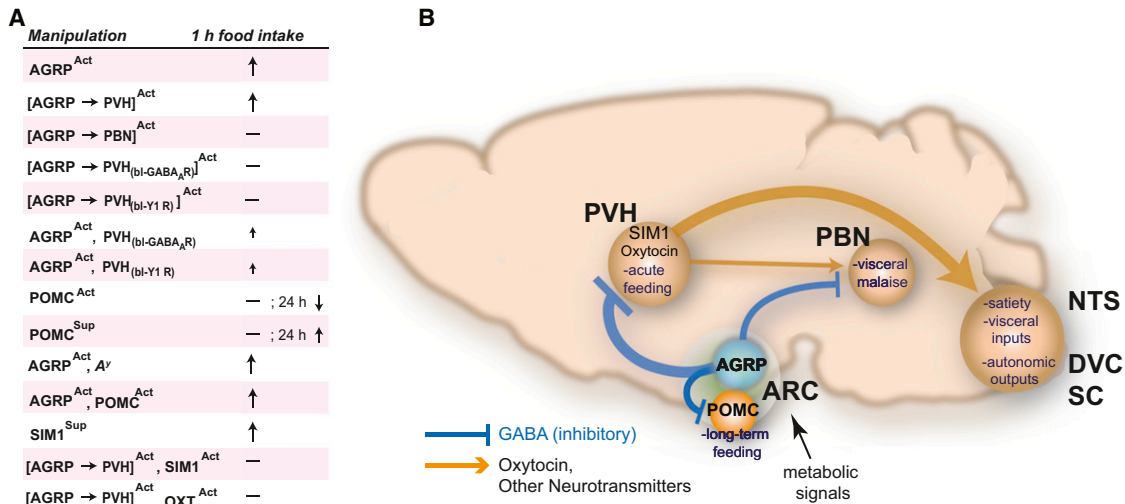 A
Manipulation 1 h food intake
AGRP^Act ↑
[AGRP → PVH]^Act ↑
[AGRP → PBN]^Act —
[AGRP → PVH(bl-GABA_AR)]^Act —
[AGRP → PVH(bl-Y1 R)]^Act —
AGRP^Act, PVH(bl-GABA_AR) ↑
AGRP^Act, PVH(bl-Y1 R) ↑
POMC^Act — ; 24 h ↓
POMC^Sup — ; 24 h ↑
AGRP^Act, A^y ↑
AGRP^Act, POMC^Act ↑
SIM1^Sup ↑
[AGRP → PVH]^Act, SIM1^Act —
[AGRP → PVH]^Act OXT^Act —
B
PVH
SIM1
Oxytocin
-acute
feeding
PBN
-visceral
malaise
NTS
-satiety
-visceral
inputs
-autonomic
outputs
DVC
SC
AGRP
ARC
POMC
-long-term
feeding
metabolic
signals
GABA (inhibitory)
Oxytocin,
Other Neurotransmitters